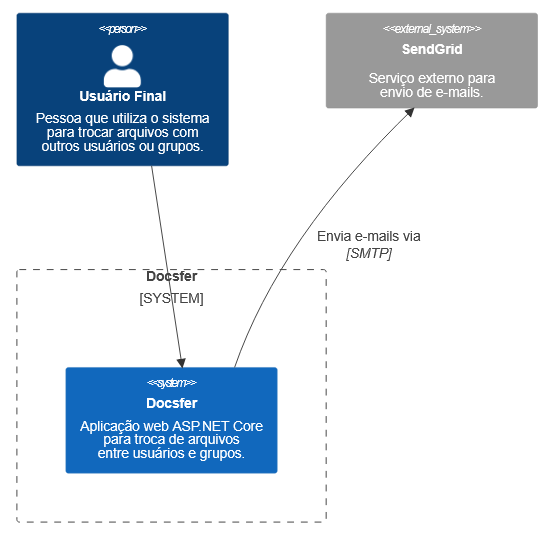 <<person>>
Usuário Final
Pessoa que utiliza o sistema
para trocar arquivos com
outros usuários ou grupos.
<<external_system>>
SendGrid
Serviço externo para
envio de e-mails.
Envia e-mails via
[SMTP]
Docsfer
[SYSTEM]
<<system>>
Docsfer
Aplicação web ASP.NET Core
para troca de arquivos
entre usuários e grupos.